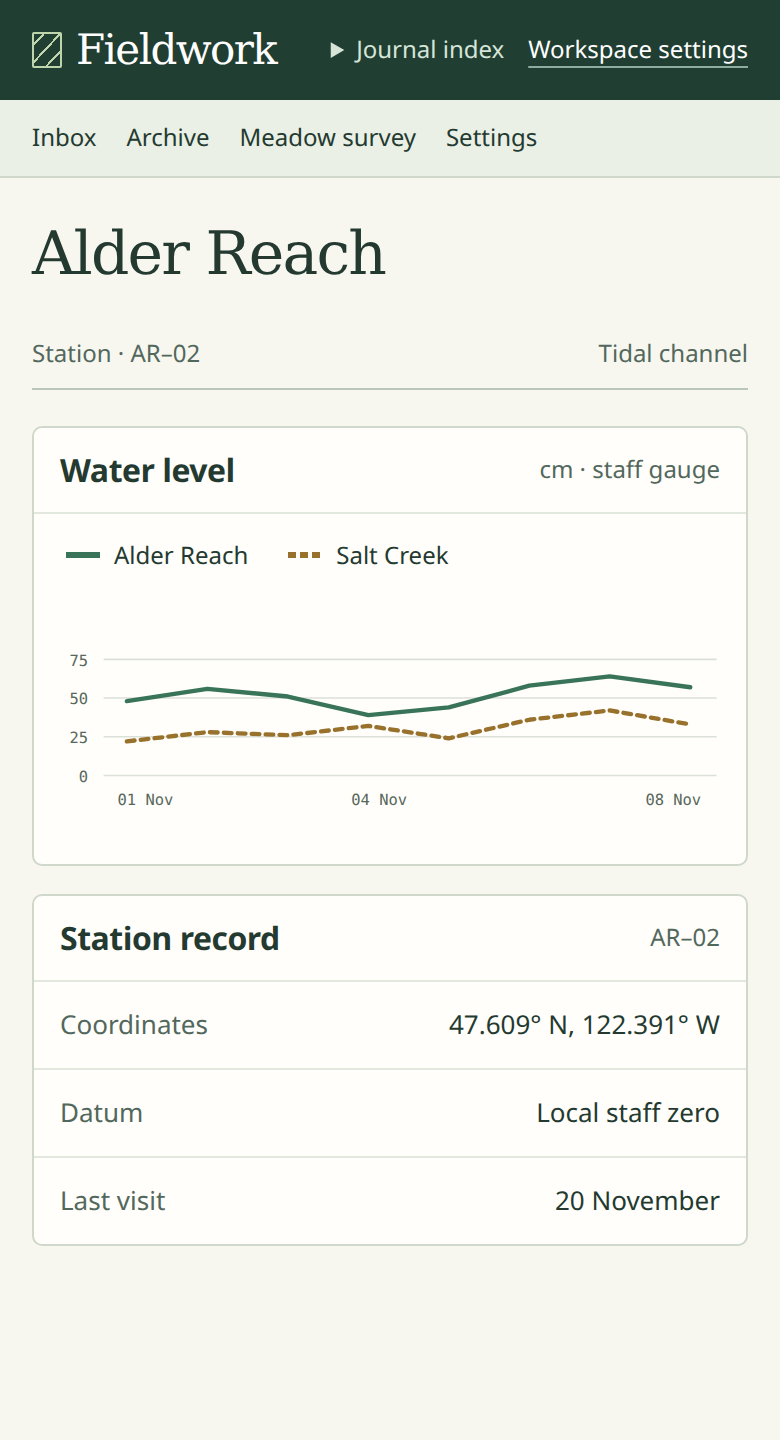 Fieldwork
Journal index Workspace settings
Inbox Archive Meadow survey Settings
Alder Reach
Station · AR–02 Tidal channel
Water level cm · staff gauge
Alder Reach Salt Creek
75
50
25
0
01 Nov 04 Nov 08 Nov
Station record AR–02
Coordinates 47.609° N, 122.391° W
Datum Local staff zero
Last visit 20 November